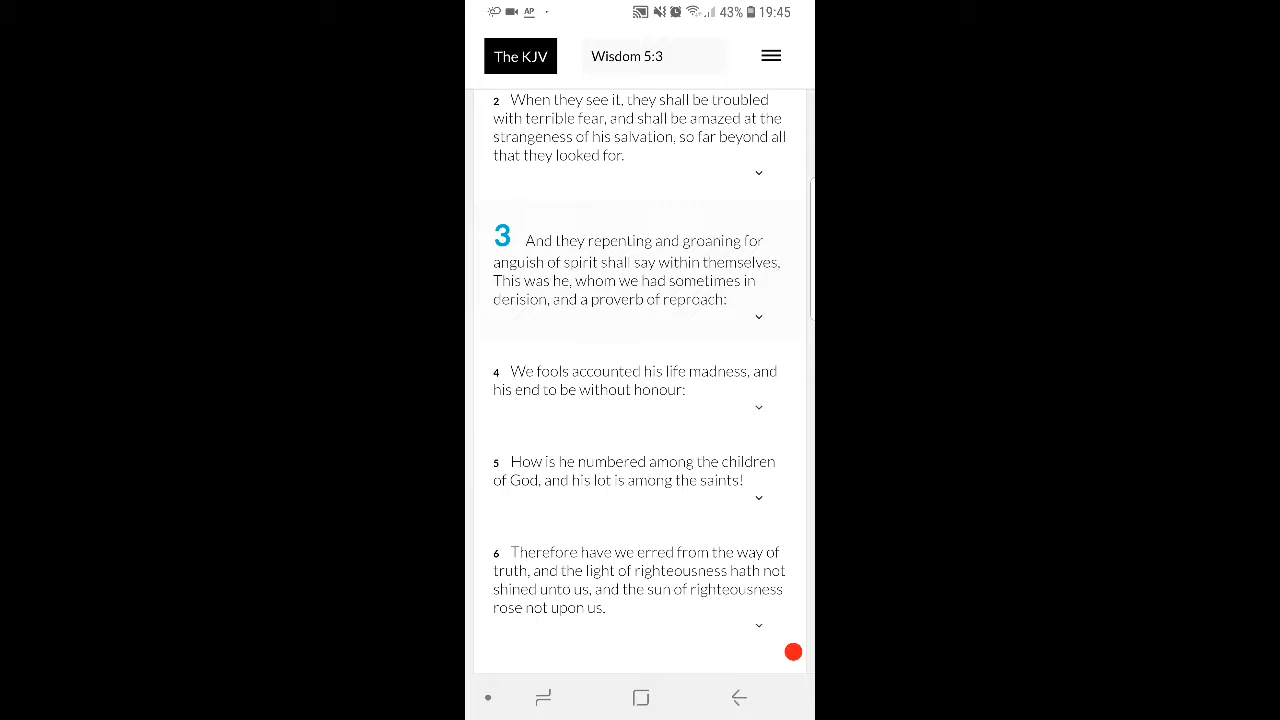 AP 43% 19:45
The KJV Wisdom 5:3
2 When they see it, they shall be troubled
with terrible fear, and shall be amazed at the
strangeness of his salvation, so far beyond all
that they looked for.
3 And they repenting and groaning for
anguish of spirit shall say within themselves,
This was he, whom we had sometimes in
derision, and a proverb of reproach:
4 We fools accounted his life madness, and
his end to be without honour:
5 How is he numbered among the children
of God, and his lot is among the saints!
6 Therefore have we erred from the way of
truth, and the light of righteousness hath not
shined unto us, and the sun of righteousness
rose not upon us.